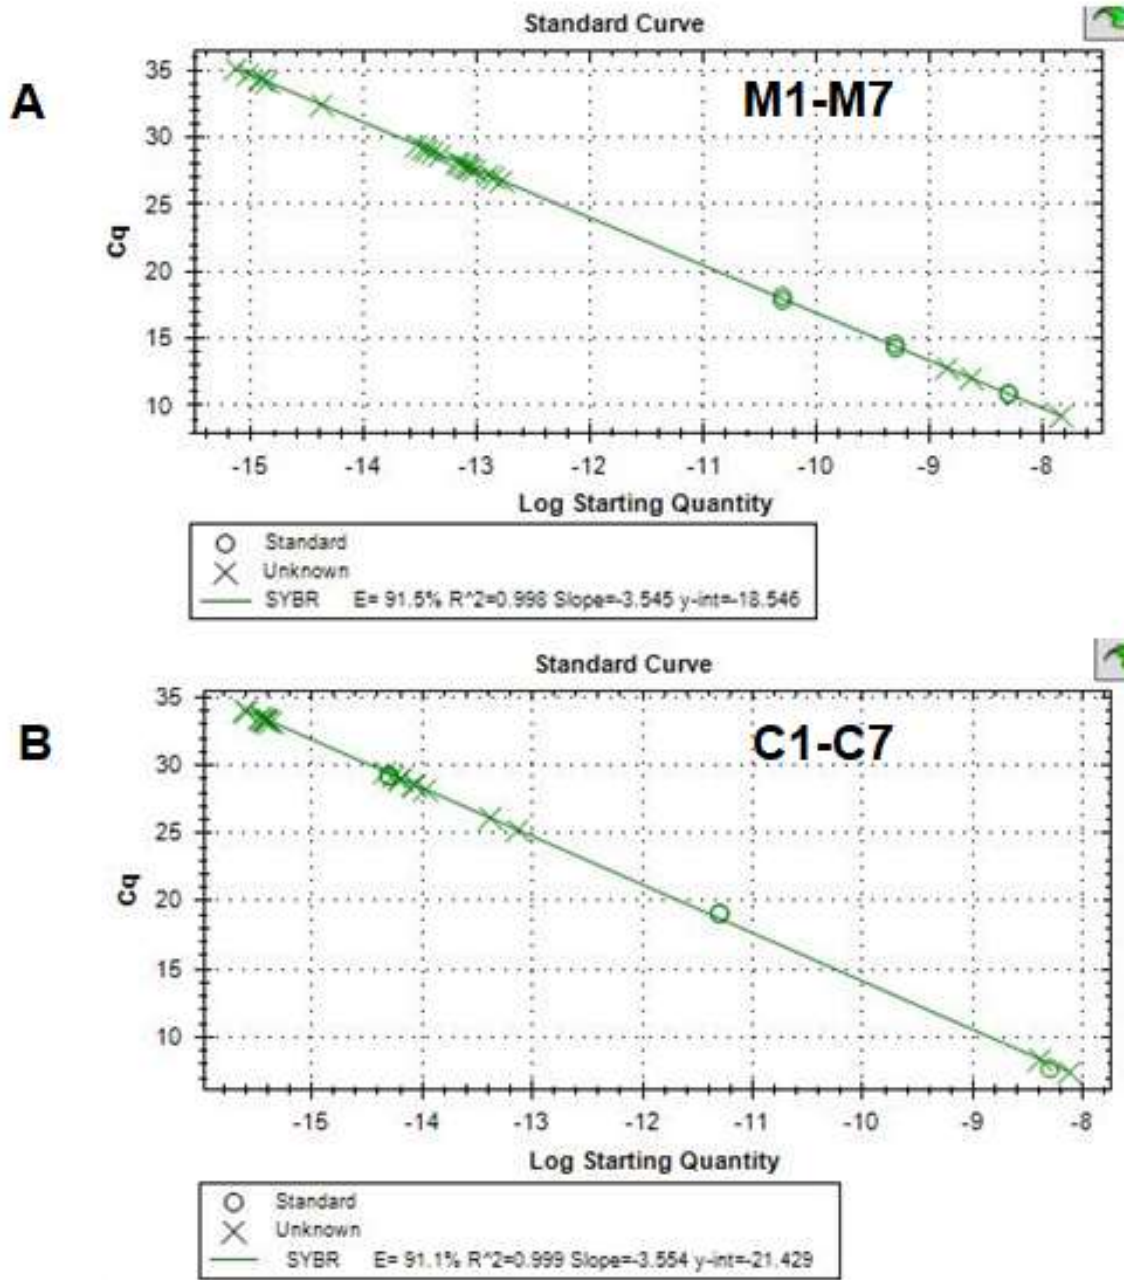 Standard Curve
A
M1-M7
35
30
25
20
15
10
Cq
-15 -14 -13 -12 -11 -10 -9 -8
Log Starting Quantity
Standard
Unknown
SYBR E= 91.5% R^2=0.998 Slope=-3.545 y-int=-18.546
Standard Curve
B
C1-C7
35
30
25
20
15
10
Cq
-15 -14 -13 -12 -11 -10 -9 -8
Log Starting Quantity
Standard
Unknown
SYBR E= 91.1% R^2=0.999 Slope=-3.554 y-int=-21.429